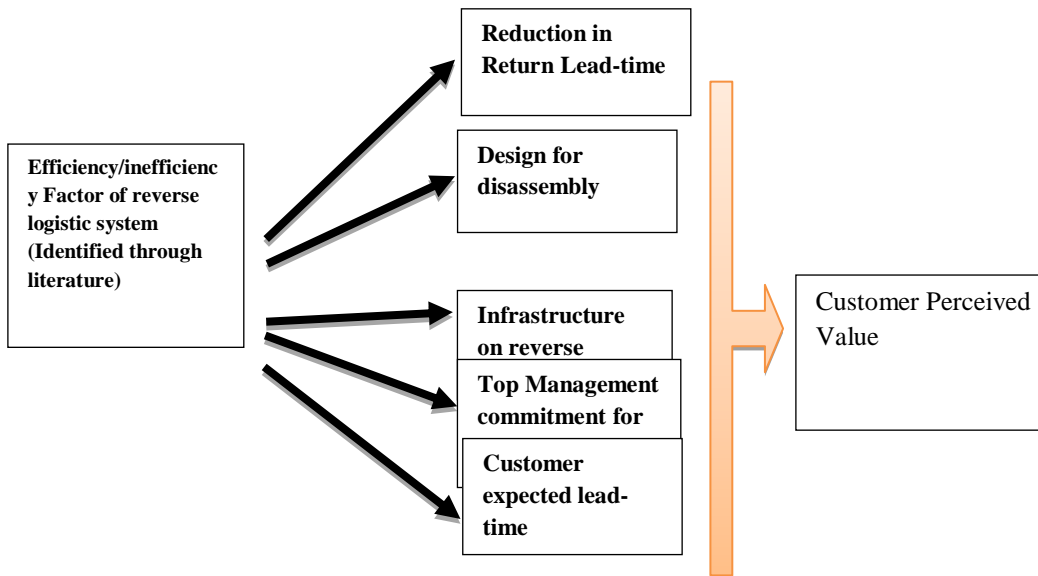 Efficiency/inefficienc
y Factor of reverse
logistic system
(Identified through
literature)
Reduction in
Return Lead-time
Design for
disassembly
Infrastructure
on reverse
Top Management
commitment for
Customer
expected lead-
time
Customer Perceived
Value